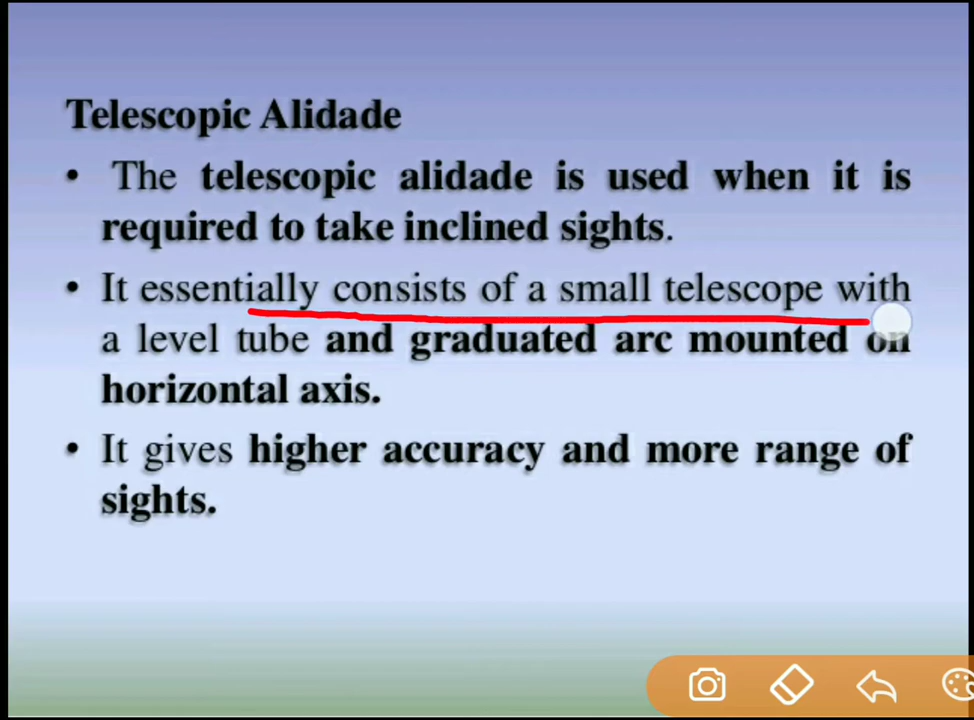 Telescopic Alidade
• The telescopic alidade is used when it is
required to take inclined sights.
• It essentially consists of a small telescope with
a level tube and graduated arc mounted on
horizontal axis.
• It gives higher accuracy and more range of
sights.